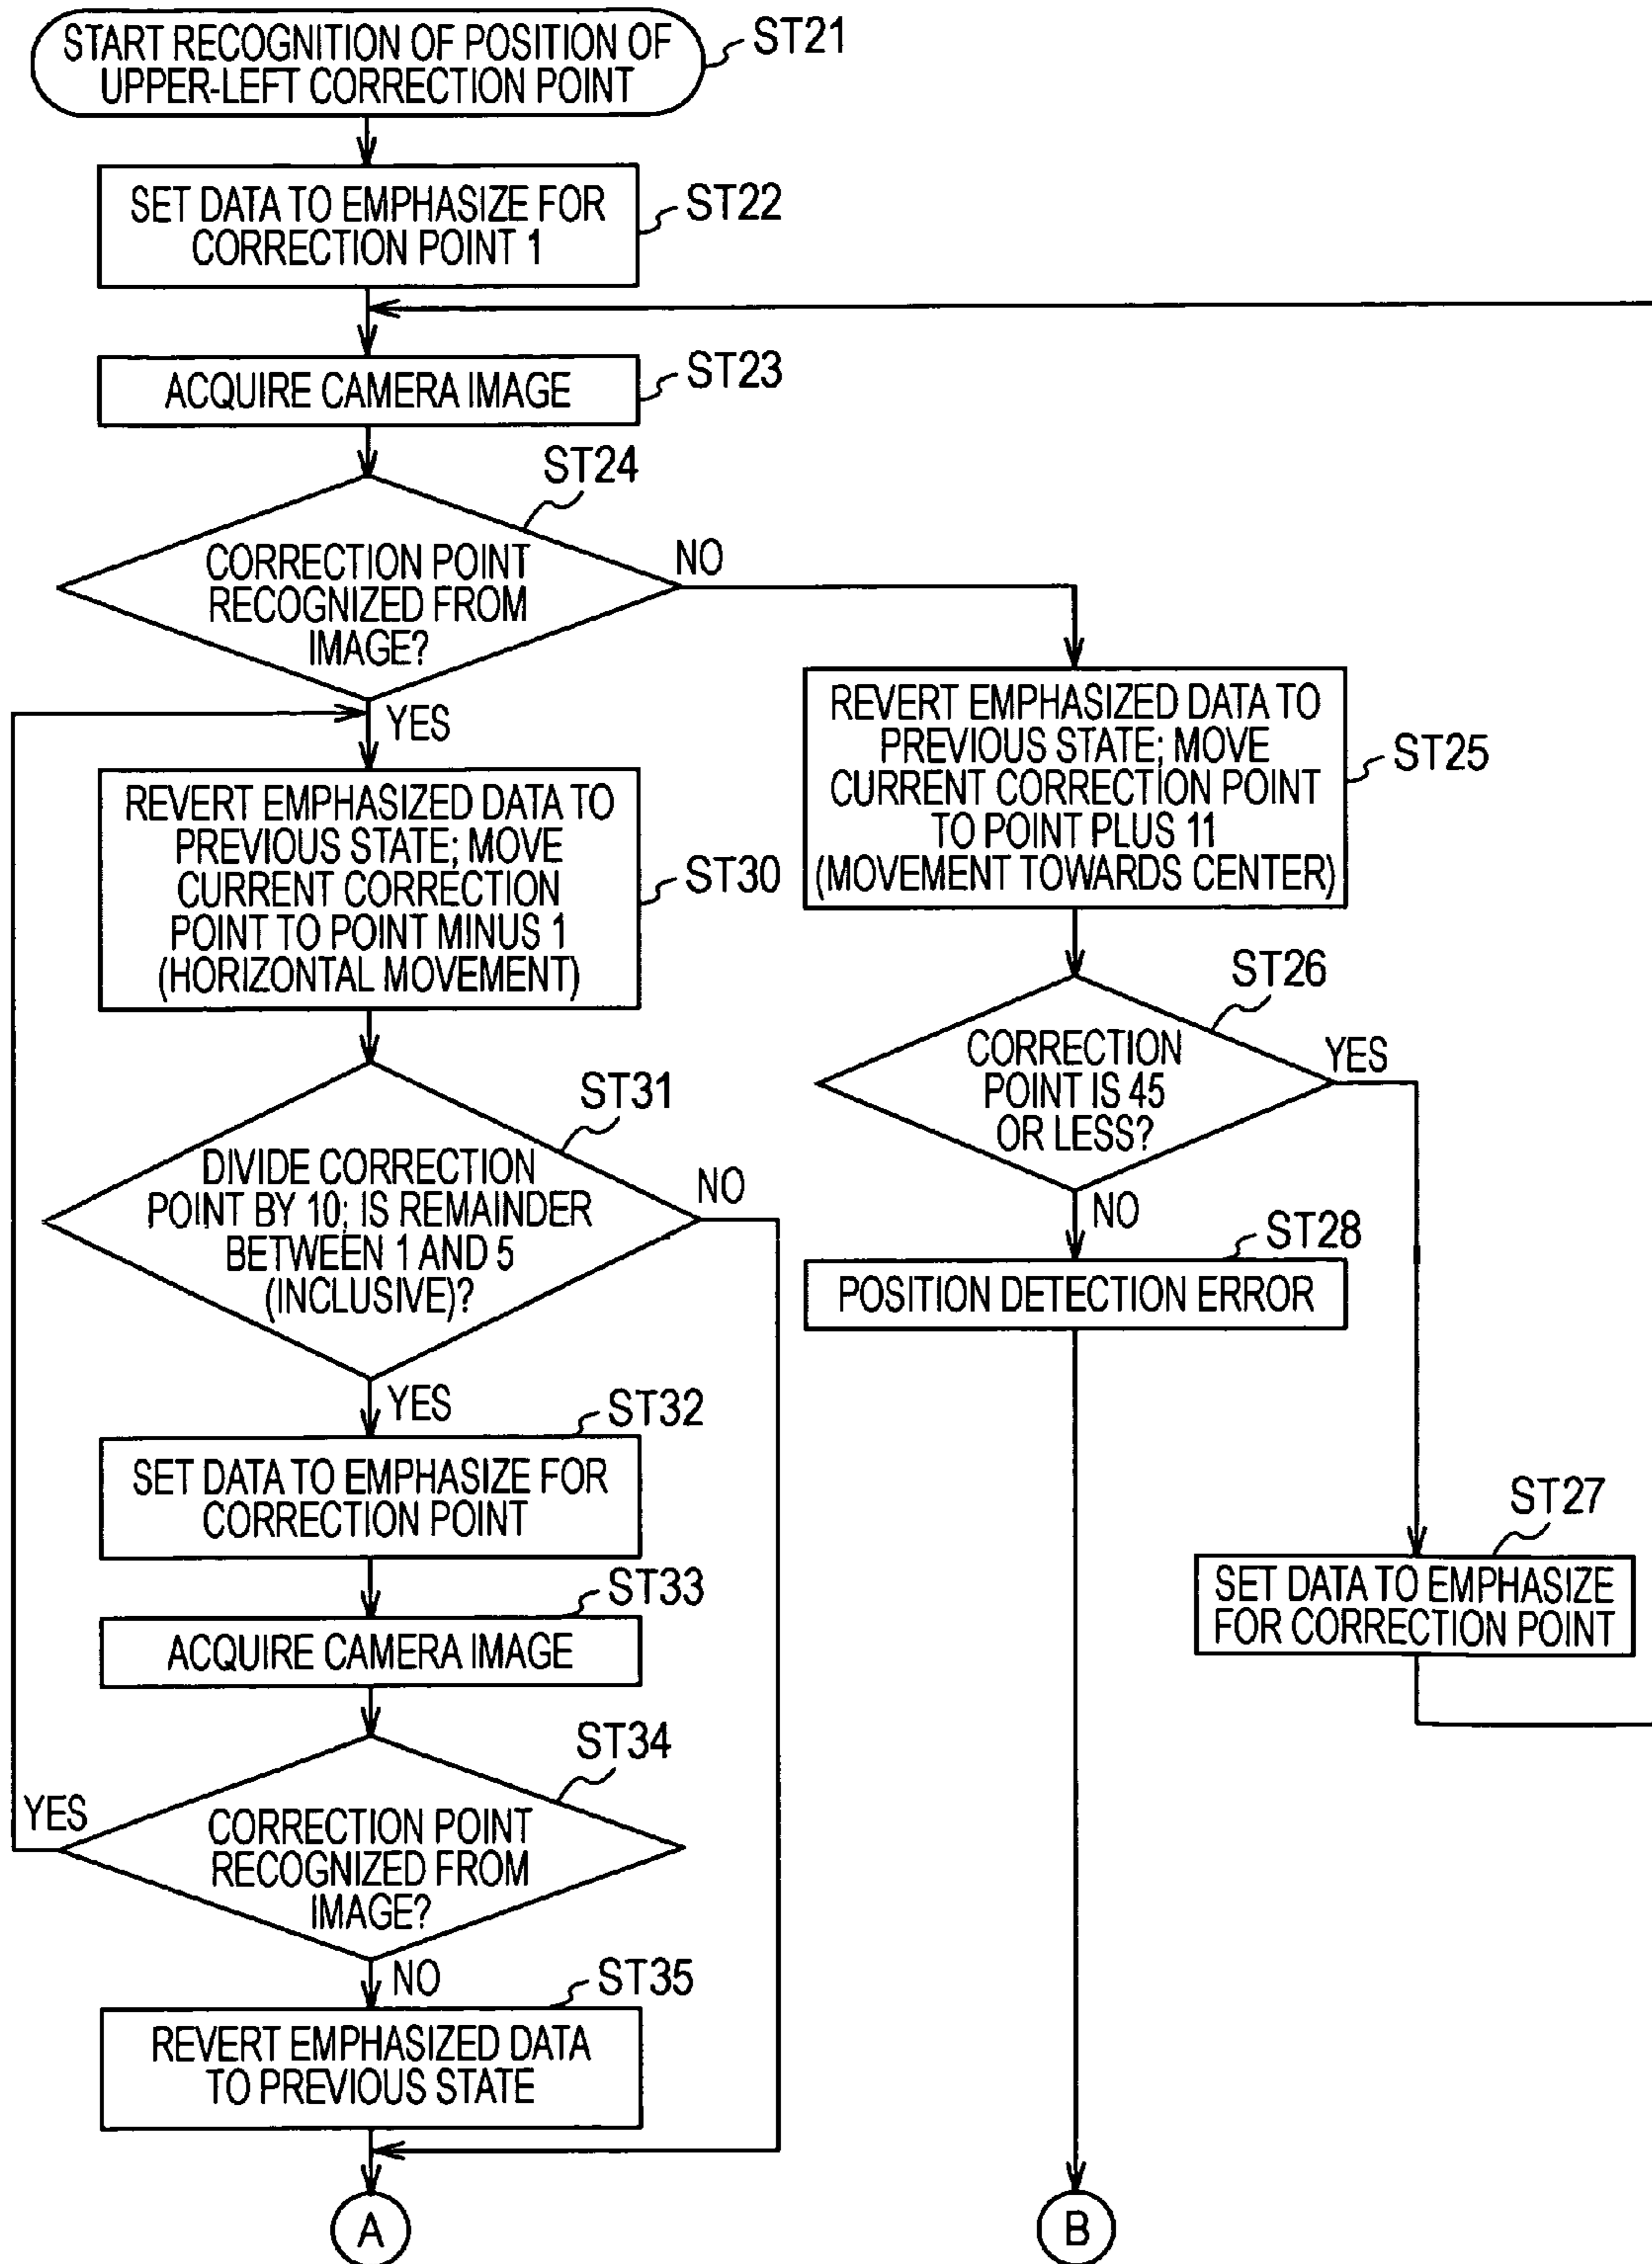 START RECOGNITION OF POSITION OF
UPPER-LEFT CORRECTION POINT
ST21
SET DATA TO EMPHASIZE FOR
CORRECTION POINT 1
ST22
ACQUIRE CAMERA IMAGE
ST23
ST24
CORRECTION POINT
RECOGNIZED FROM
IMAGE?
NO
YES
REVERT EMPHASIZED DATA TO
PREVIOUS STATE; MOVE
CURRENT CORRECTION POINT
TO POINT PLUS 11
(MOVEMENT TOWARDS CENTER)
ST25
REVERT EMPHASIZED DATA TO
PREVIOUS STATE; MOVE
CURRENT CORRECTION
POINT TO POINT MINUS 1
(HORIZONTAL MOVEMENT)
ST30
ST26
CORRECTION
POINT IS 45
OR LESS?
YES
NO
ST31
DIVIDE CORRECTION
POINT BY 10; IS REMAINDER
BETWEEN 1 AND 5
(INCLUSIVE)?
NO
YES
ST28
POSITION DETECTION ERROR
ST32
SET DATA TO EMPHASIZE FOR
CORRECTION POINT
ST27
SET DATA TO EMPHASIZE
FOR CORRECTION POINT
ST33
ACQUIRE CAMERA IMAGE
ST34
CORRECTION POINT
RECOGNIZED FROM
IMAGE?
YES
NO
ST35
REVERT EMPHASIZED DATA
TO PREVIOUS STATE
A
B